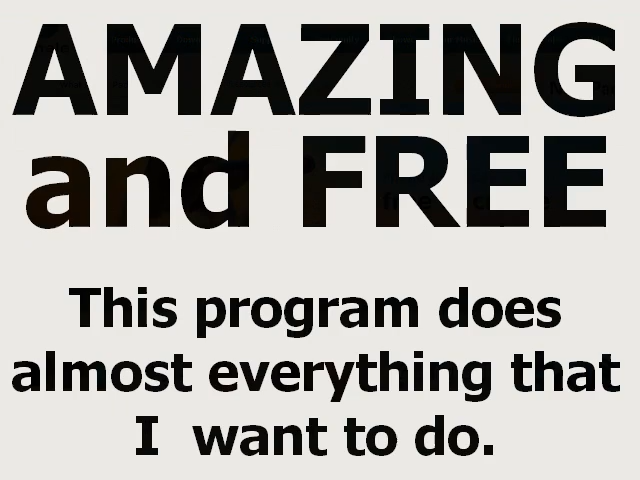 AMAZING
and FREE
This program does
almost everything that
I want to do.